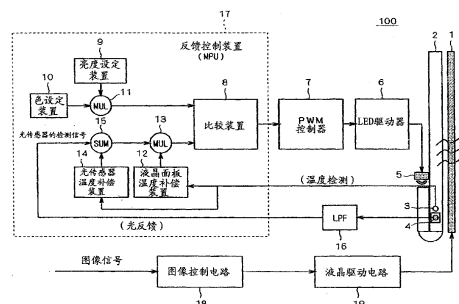 100
17
反馈控制装置
(MPU)
9
亮度设定
装置
10
色设定
装置
MUL
11
8
比较装置
7
PWM
控制器
6
LED驱动器
2
1
光传感器的检测信号
15
SUM
13
MUL
14
光传感器
温度补偿
装置
12
液晶面板
温度补偿
装置
(温度检测)
5
3
4
(光反馈)
LPF
16
图像信号
图像控制电路
18
液晶驱动电路
19